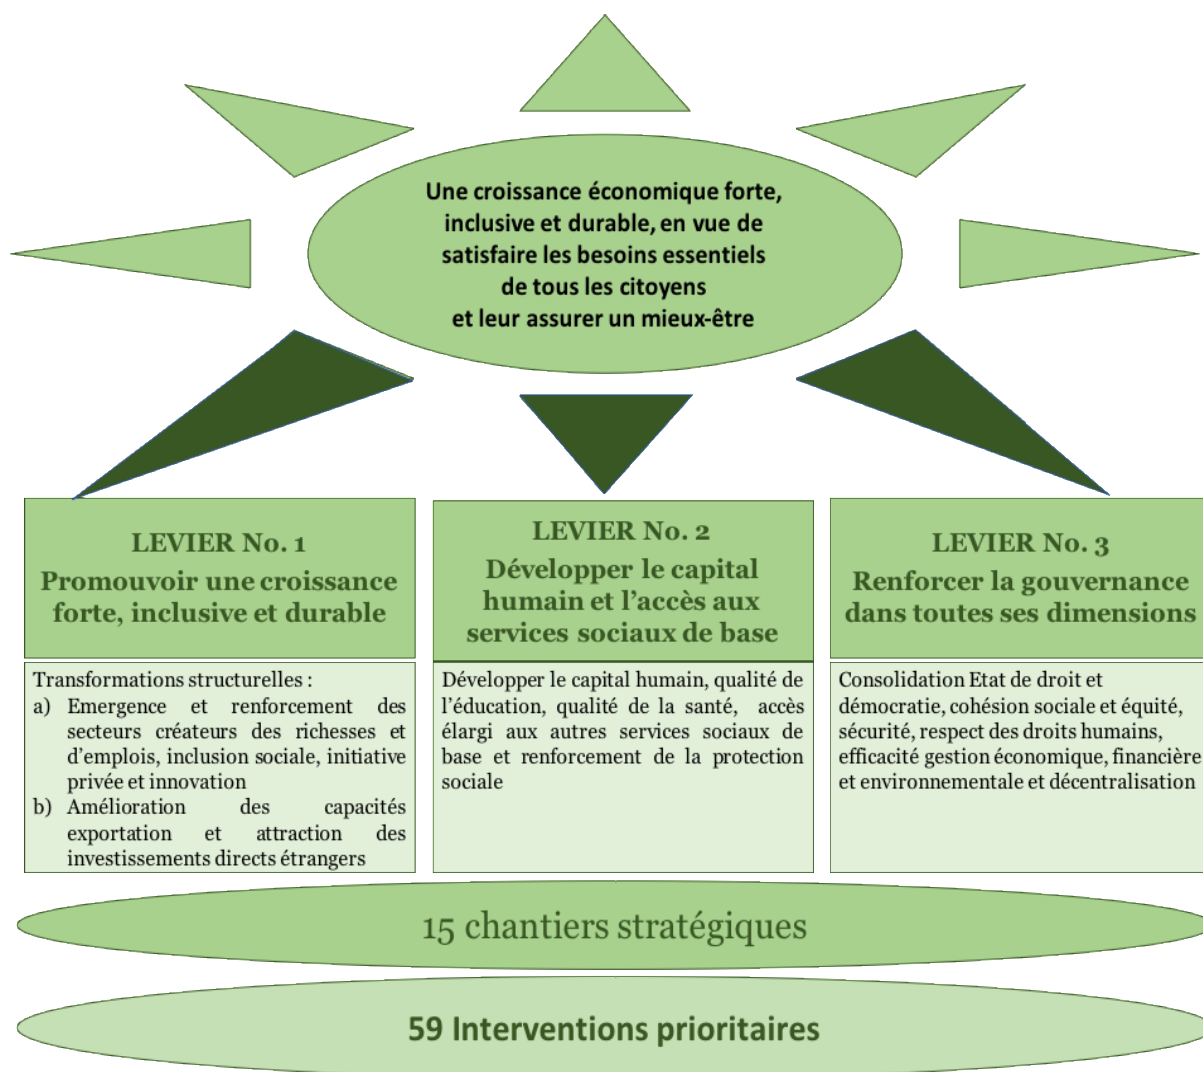 Une croissance économique forte,
inclusive et durable, en vue de
satisfaire les besoins essentiels
de tous les citoyens
et leur assurer un mieux-être
LEVIER No. 1
Promouvoir une croissance
forte, inclusive et durable
LEVIER No. 2
Développer le capital
humain et l'accès aux
services sociaux de base
LEVIER No. 3
Renforcer la gouvernance
dans toutes ses dimensions
Transformations structurelles :
a) Emergence et renforcement des
secteurs créateurs des richesses et
d'emplois, inclusion sociale, initiative
privée et innovation
b) Amélioration des capacités
exportation et attraction des
investissements directs étrangers
Développer le capital humain, qualité de
l'éducation, qualité de la santé, accès
élargi aux autres services sociaux de
base et renforcement de la protection
sociale
Consolidation Etat de droit et
démocratie, cohésion sociale et équité,
sécurité, respect des droits humains,
efficacité gestion économique, financière
et environnementale et décentralisation
15 chantiers stratégiques
59 Interventions prioritaires